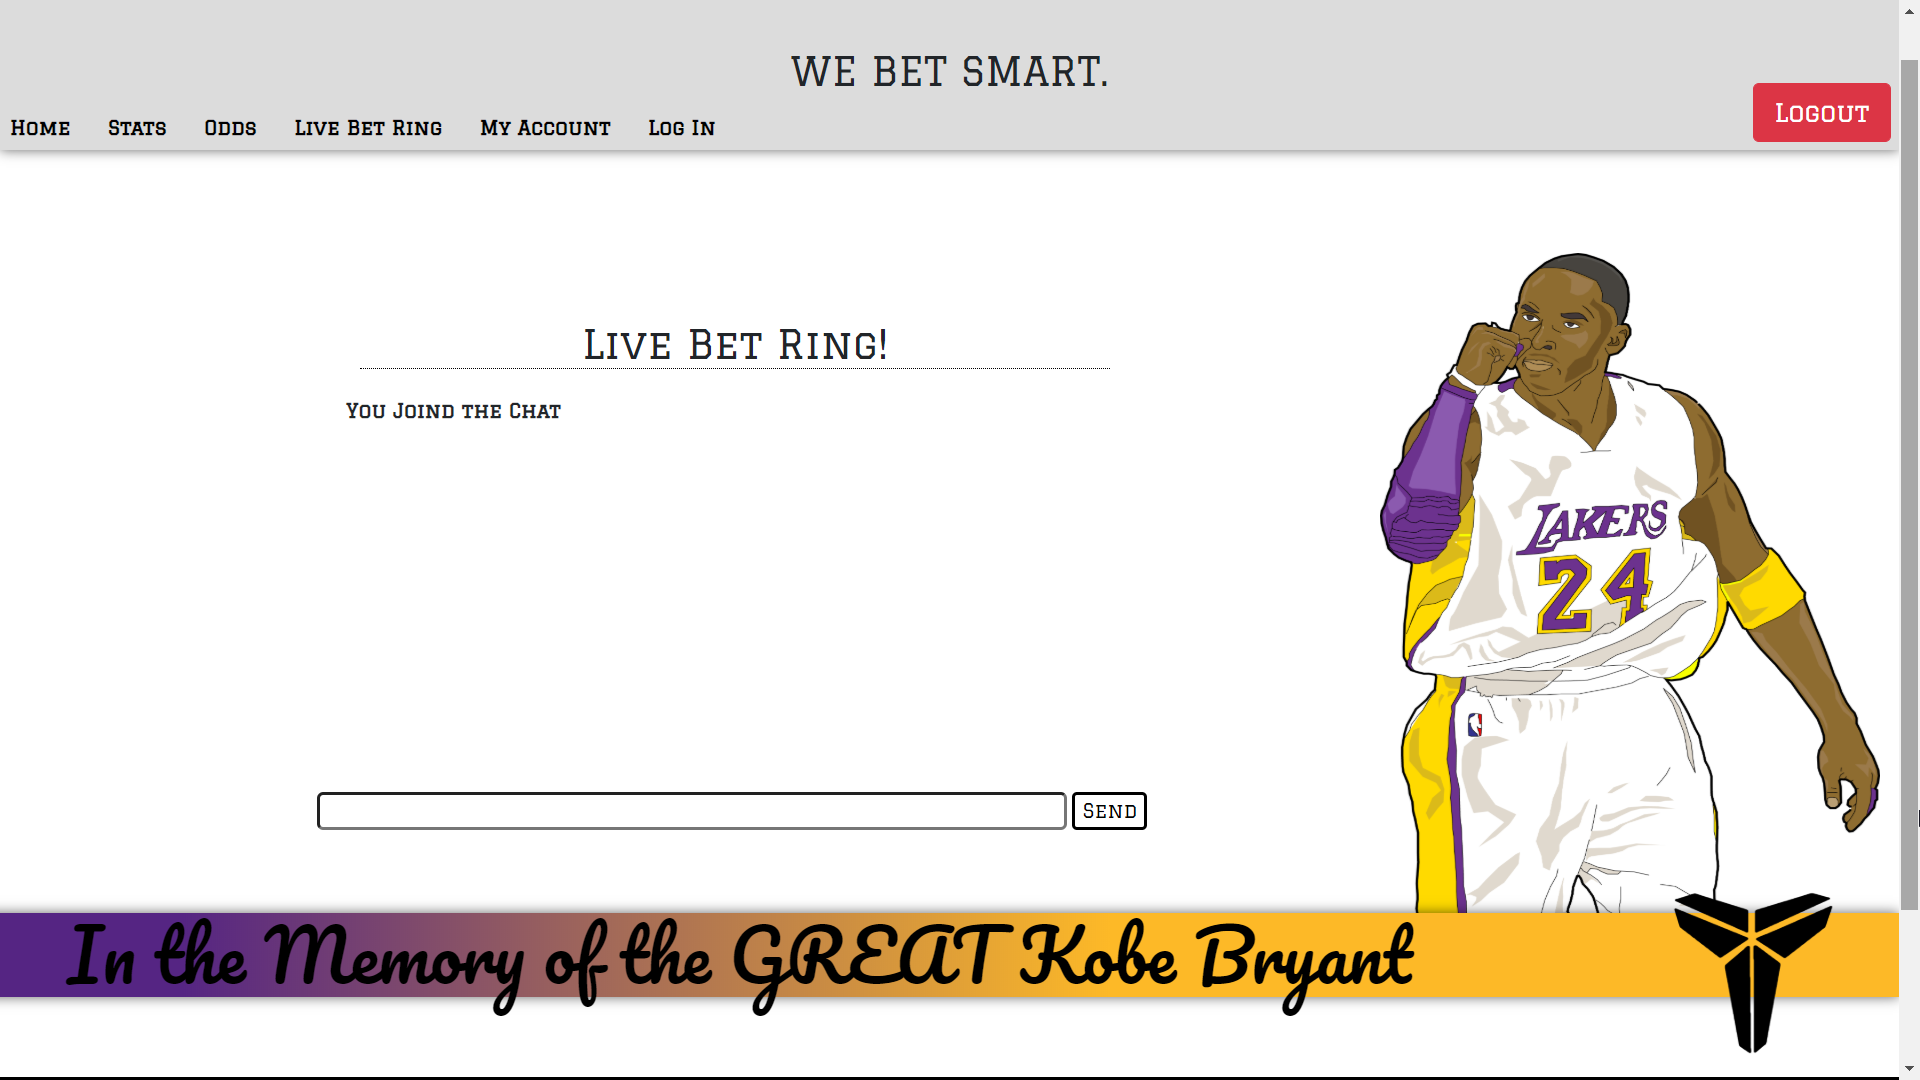 WE BET SMART.
Home Stats Odds Live Bet Ring My Account Log In
Logout
Live Bet Ring!
You Joind the Chat
LAKERS
24
Send
In the Memory of the GREAT Kobe Bryant